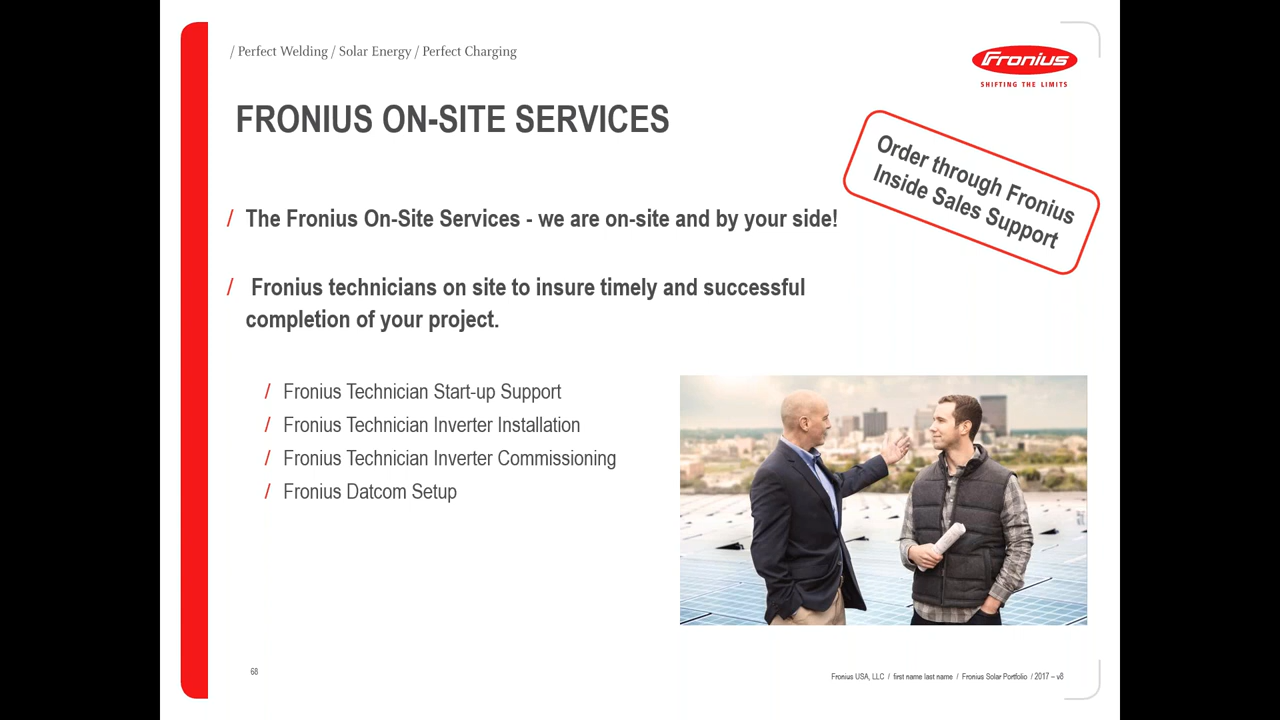 / Perfect Welding / Solar Energy / Perfect Charging
Fronius
SHIFTING THE LIMITS
FRONIUS ON-SITE SERVICES
Order through Fronius
Inside Sales Support
/ The Fronius On-Site Services - we are on-site and by your side!
/ Fronius technicians on site to insure timely and successful
completion of your project.
/ Fronius Technician Start-up Support
/ Fronius Technician Inverter Installation
/ Fronius Technician Inverter Commissioning
/ Fronius Datcom Setup
68
Fronius USA, LLC / first name last name / Fronius Solar Portfolio / 2017 – v8